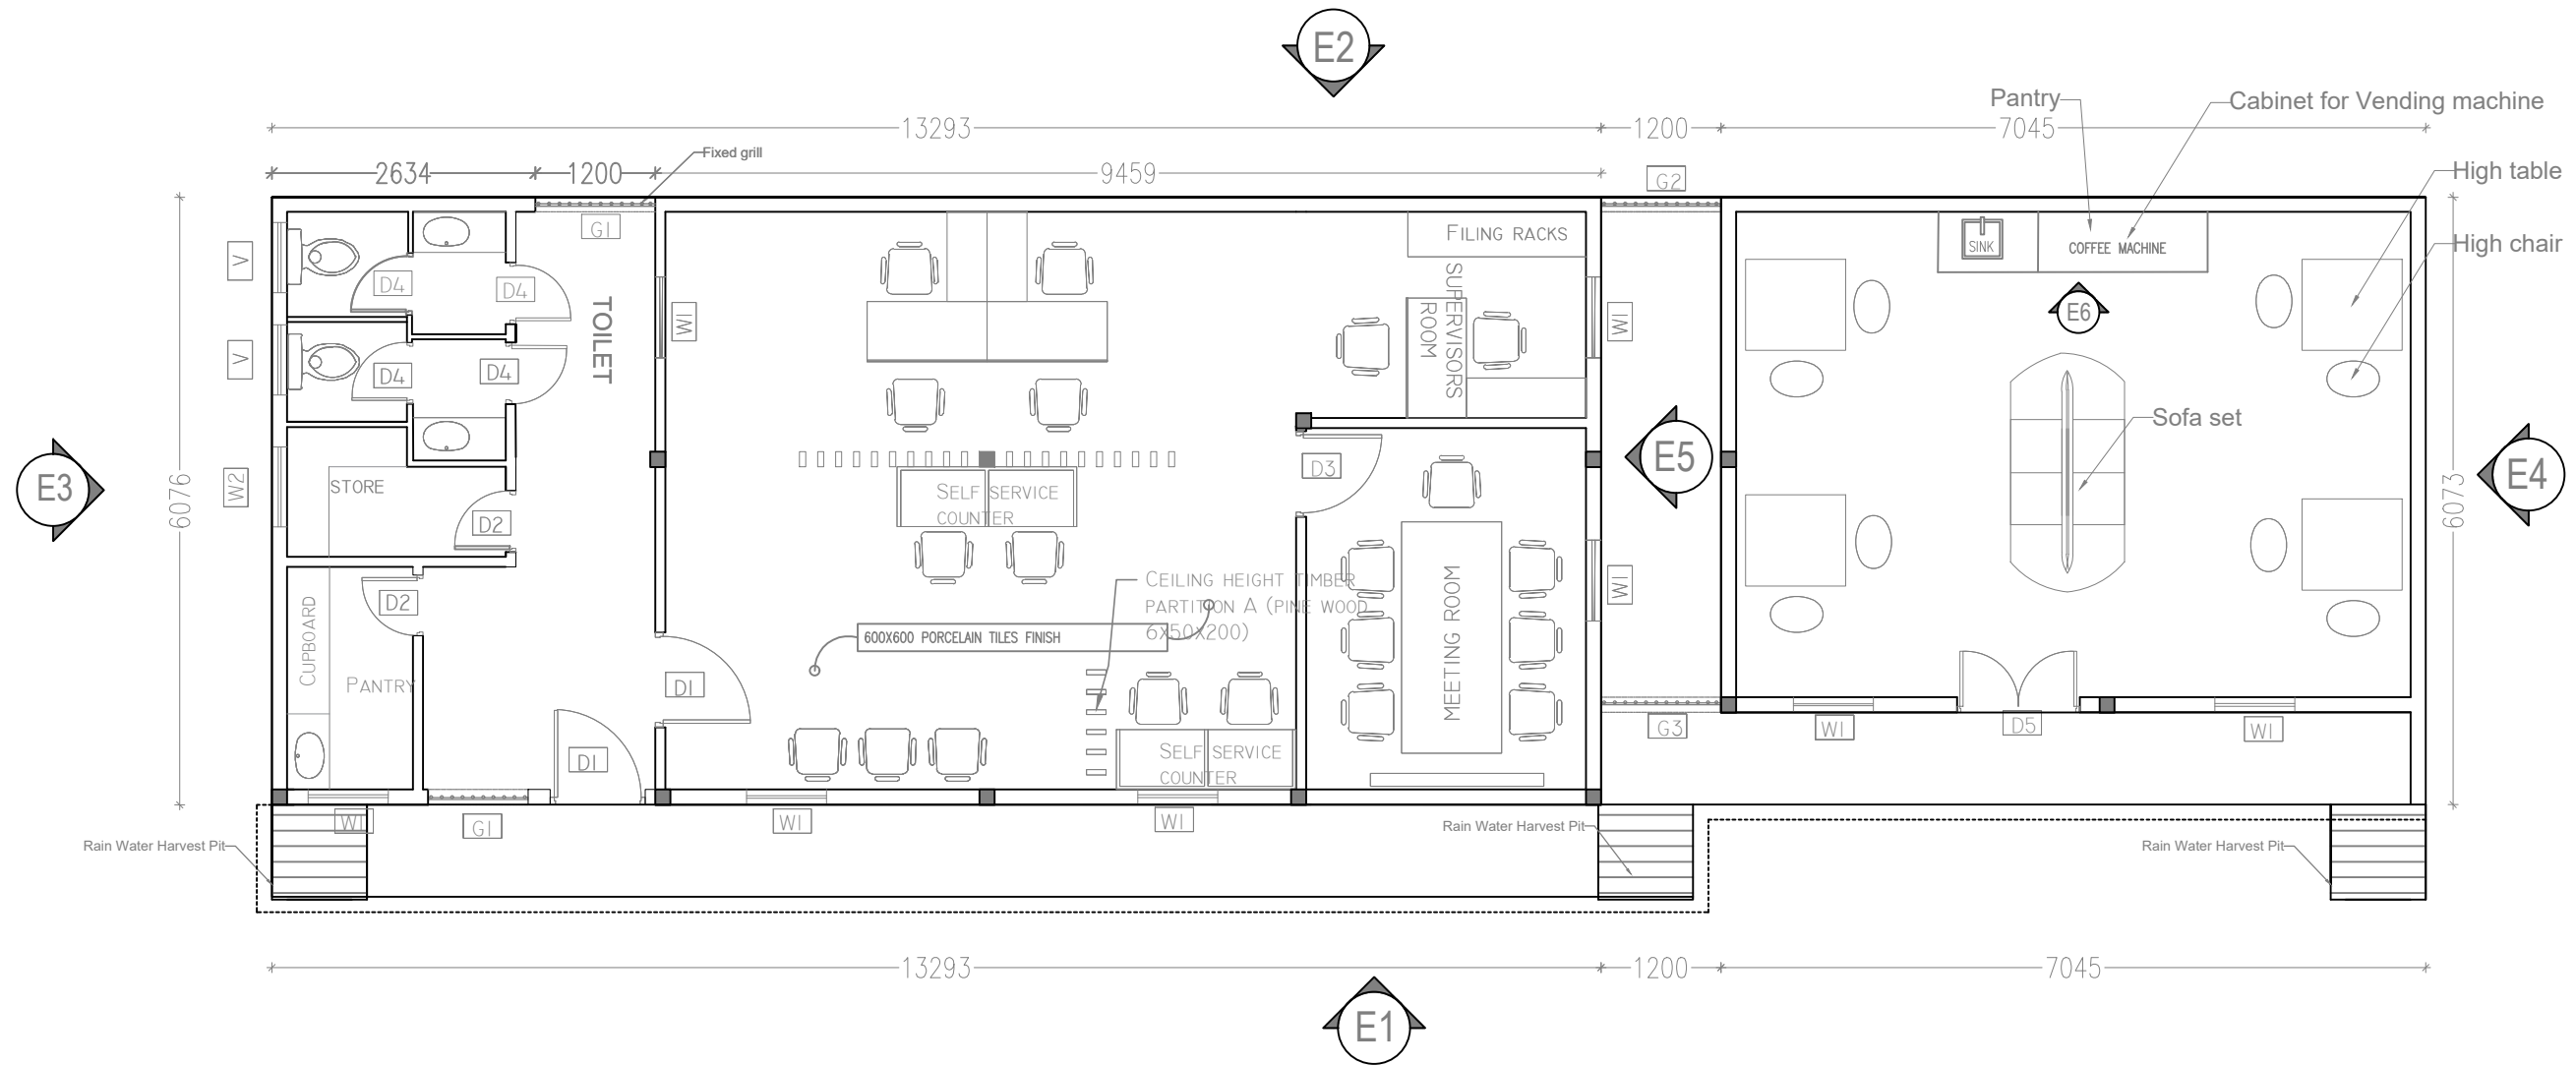 E2
Pantry
Cabinet for Vending machine
13293
1200
7045
Fixed grill
2634
1200
9459
G2
High table
G1
FILING RACKS
SINK
COFFEE MACHINE
High chair
V
D4
D4
TOILET
W1
SUPERVISORS
ROOM
W1
E6
V
D4
D4
Sofa set
E3
W2
STORE
D2
SELF SERVICE
COUNTER
D3
E5
E4
6076
6073
CUPBOARD
D2
PANTRY
CEILING HEIGHT TIMBER
PARTITION A (PINE WOOD
6X50X200)
600X600 PORCELAIN TILES FINISH
MEETING ROOM
W1
D1
D1
SELF SERVICE
COUNTER
G3
W1
D5
W1
W1
G1
W1
W1
Rain Water Harvest Pit
Rain Water Harvest Pit
Rain Water Harvest Pit
13293
1200
7045
E1